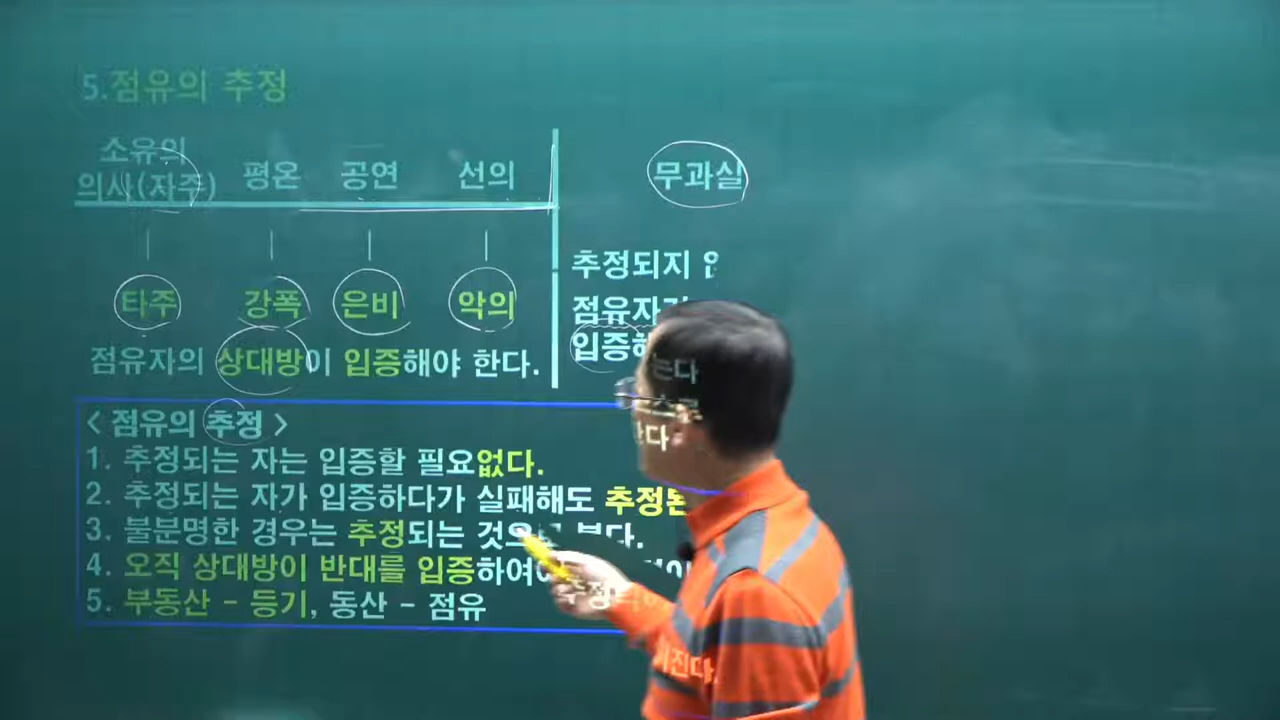 5.점유의 추정
소유의
의사(자주) 평온 공연 선의 무과실
타주 강폭 은비 악의
추정되지
점유자가
점유자의 상대방이 입증해야 한다.
입증해
는다
한다
< 점유의 추정 >
1. 추정되는 자는 입증할 필요없다.
2. 추정되는 자가 입증하다가 실패해도 추정된
3. 불분명한 경우는 추정되는 것으로 본다.
4. 오직 상대방이 반대를 입증하여야
5. 부동산 - 등기, 동산 - 점유